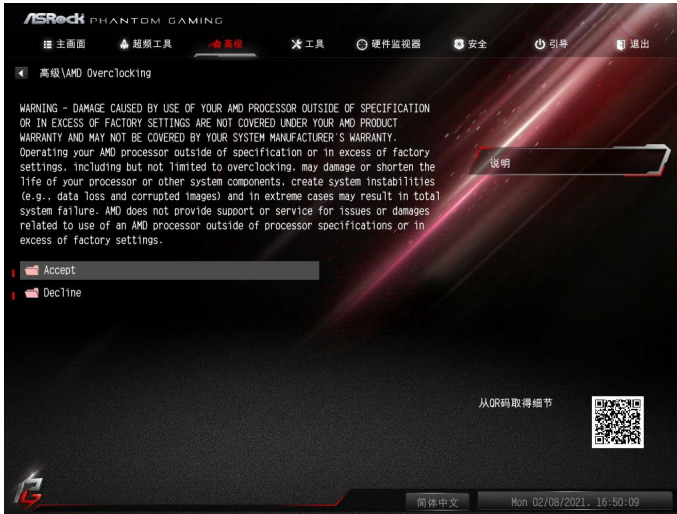 ASRock PHANTOM GAMING
主画面 超频工具 高级 工具 硬件监视器 安全 引导 退出
高级\AMD Overclocking
WARNING - DAMAGE CAUSED BY USE OF YOUR AMD PROCESSOR OUTSIDE OF SPECIFICATION
OR IN EXCESS OF FACTORY SETTINGS ARE NOT COVERED UNDER YOUR AMD PRODUCT
WARRANTY AND MAY NOT BE COVERED BY YOUR SYSTEM MANUFACTURER'S WARRANTY.
Operating your AMD processor outside of specification or in excess of factory
settings, including but not limited to overclocking, may damage or shorten the
life of your processor or other system components, create system instabilities
(e.g., data loss and corrupted images) and in extreme cases may result in total
system failure. AMD does not provide support or service for issues or damages
related to use of an AMD processor outside of processor specifications or in
excess of factory settings.
说明
Accept
Decline
从QR码取得细节
简体中文
Mon 02/08/2021, 16:50:09